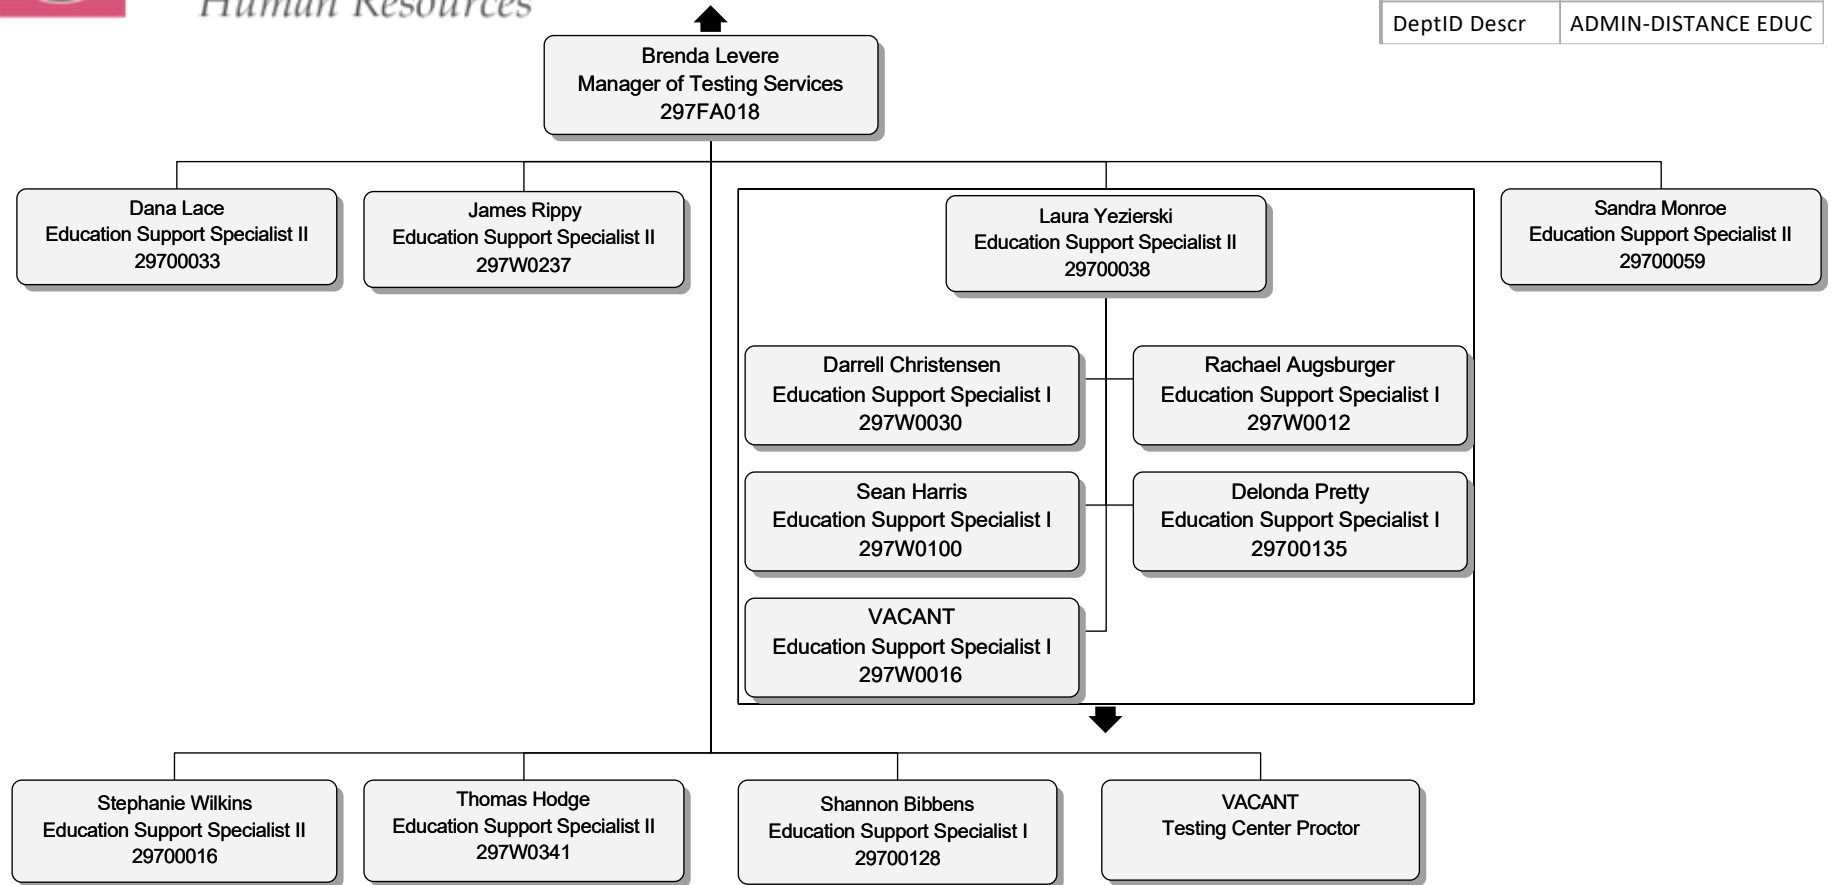 Human Resources
DeptID Descr ADMIN-DISTANCE EDUC
Brenda Levere
Manager of Testing Services
297FA018
Dana Lace
Education Support Specialist II
29700033
James Rippy
Education Support Specialist II
297W0237
Laura Yezierski
Education Support Specialist II
29700038
Sandra Monroe
Education Support Specialist II
29700059
Darrell Christensen
Education Support Specialist I
297W0030
Rachael Augsburger
Education Support Specialist I
297W0012
Sean Harris
Education Support Specialist I
297W0100
Delonda Pretty
Education Support Specialist I
29700135
VACANT
Education Support Specialist I
297W0016
Stephanie Wilkins
Education Support Specialist II
29700016
Thomas Hodge
Education Support Specialist II
297W0341
Shannon Bibbens
Education Support Specialist I
29700128
VACANT
Testing Center Proctor